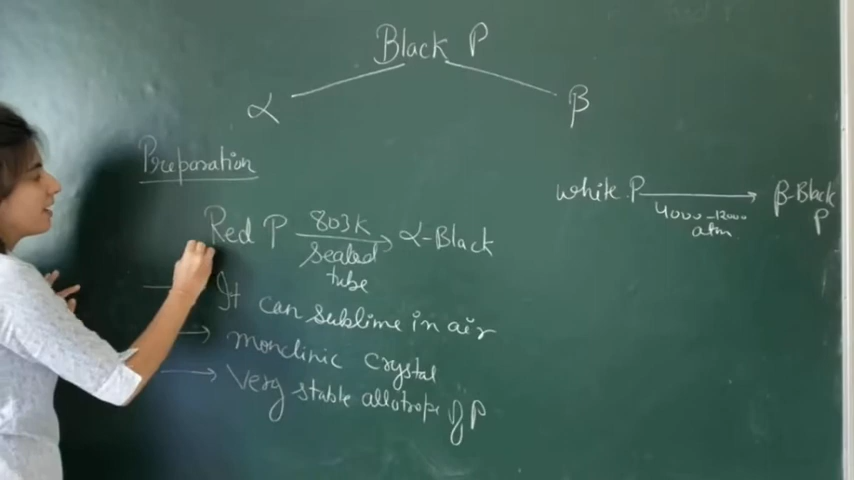 Black P
α β
Preparation
Red P 803K → α-Black
Sealed
tube
→ It can sublime in air
→ monclinic crystal
→ Very stable allotrope of P
white P → β-Black
P
4000-12000
atm.